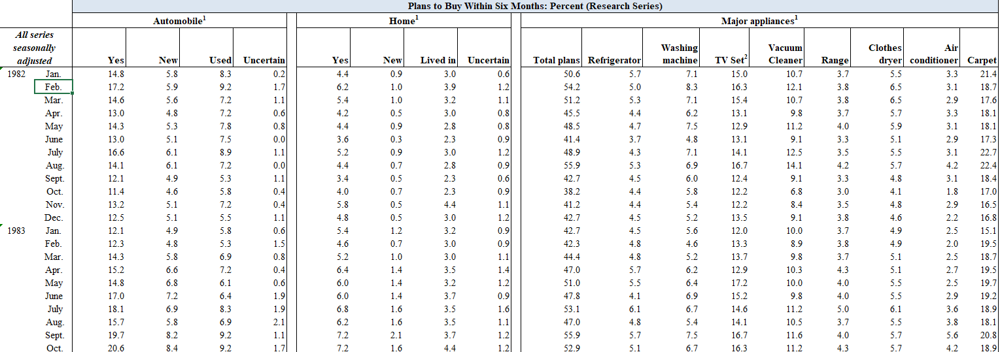 Plans to Buy Within Six Months: Percent (Research Series)
Automobile1 Home1 Major appliances1
All series seasonally adjusted Yes New Used Uncertain Yes New Lived in Uncertain Total plans Refrigerator Washing machine TV Set2 Vacuum Cleaner Range Clothes dryer Air conditioner Carpet
1982 Jan. 14.8 5.8 8.3 0.2 4.4 0.9 3.0 0.6 50.6 5.7 7.1 15.0 10.7 3.7 5.5 3.3 21.4
Feb. 17.2 5.9 9.2 1.7 6.2 1.0 3.9 1.2 54.2 5.0 8.3 16.3 12.1 3.8 6.5 3.1 18.7
Mar. 14.6 5.6 7.2 1.1 5.4 1.0 3.2 1.1 51.2 5.3 7.1 15.4 10.7 3.8 6.5 2.9 17.6
Apr. 13.0 4.8 7.2 0.6 4.2 0.5 3.0 0.8 45.5 4.4 6.2 13.1 9.8 3.7 5.7 3.3 18.1
May 14.3 5.3 7.8 0.8 4.4 0.9 2.8 0.8 48.5 4.7 7.5 12.9 11.2 4.0 5.9 3.1 18.1
June 13.0 5.1 7.5 0.0 3.6 0.3 2.3 0.9 41.4 3.7 4.8 13.1 9.1 3.3 5.1 2.9 17.3
July 16.6 6.1 8.9 1.1 5.2 0.9 3.0 1.2 48.9 4.3 7.1 14.1 12.5 3.5 5.5 3.1 22.7
Aug. 14.1 6.1 7.2 0.0 4.4 0.7 2.8 0.9 55.9 5.3 6.9 16.7 14.1 4.2 5.7 4.2 22.4
Sept. 12.1 4.9 5.3 1.1 3.4 0.5 2.3 0.6 42.7 4.5 6.0 12.4 9.1 3.3 4.8 3.1 18.4
Oct. 11.4 4.6 5.8 0.4 4.0 0.7 2.3 0.9 38.2 4.4 5.8 12.2 6.8 3.0 4.1 1.8 17.0
Nov. 13.2 5.1 7.2 0.4 5.8 0.5 4.4 1.1 41.2 4.4 5.4 12.2 8.4 3.5 4.8 2.9 16.5
Dec. 12.5 5.1 5.5 1.1 4.8 0.5 3.0 1.2 42.7 4.5 5.2 13.5 9.1 3.8 4.6 2.2 16.8
1983 Jan. 12.1 4.9 5.8 0.6 5.4 1.2 3.2 0.9 42.7 4.5 5.6 12.0 10.0 3.7 4.9 2.5 15.1
Feb. 12.3 4.8 5.3 1.5 4.6 0.7 3.0 0.9 42.3 4.8 4.6 13.3 8.9 3.8 4.9 2.0 19.5
Mar. 14.3 5.8 6.9 0.8 5.2 1.0 3.0 1.1 44.4 4.8 5.2 13.7 9.8 3.7 5.1 2.5 18.7
Apr. 15.2 6.6 7.2 0.4 6.4 1.4 3.5 1.4 47.0 5.7 6.2 12.9 10.3 4.3 5.1 2.7 19.5
May 14.8 6.8 6.1 0.6 6.0 1.4 3.2 1.2 51.0 5.5 6.4 17.2 10.0 4.0 5.5 2.5 19.7
June 17.0 7.2 6.4 1.9 6.0 1.4 3.7 0.9 47.8 4.1 6.9 15.2 9.8 4.0 5.5 2.9 19.2
July 18.1 6.9 8.3 1.9 6.8 1.6 3.5 1.6 53.1 6.1 6.7 14.6 11.2 5.0 6.1 3.6 18.9
Aug. 15.7 5.8 6.9 2.1 6.2 1.6 3.5 1.1 47.0 4.8 5.4 14.1 10.5 3.7 5.5 3.8 18.1
Sept. 19.7 8.2 9.2 1.1 7.2 2.1 3.7 1.2 55.9 5.7 7.5 16.7 11.6 4.0 5.7 5.6 20.8
Oct. 20.6 8.4 9.2 1.7 7.2 1.6 4.4 1.2 52.9 5.1 6.7 16.3 11.2 4.3 5.7 4.2 18.9